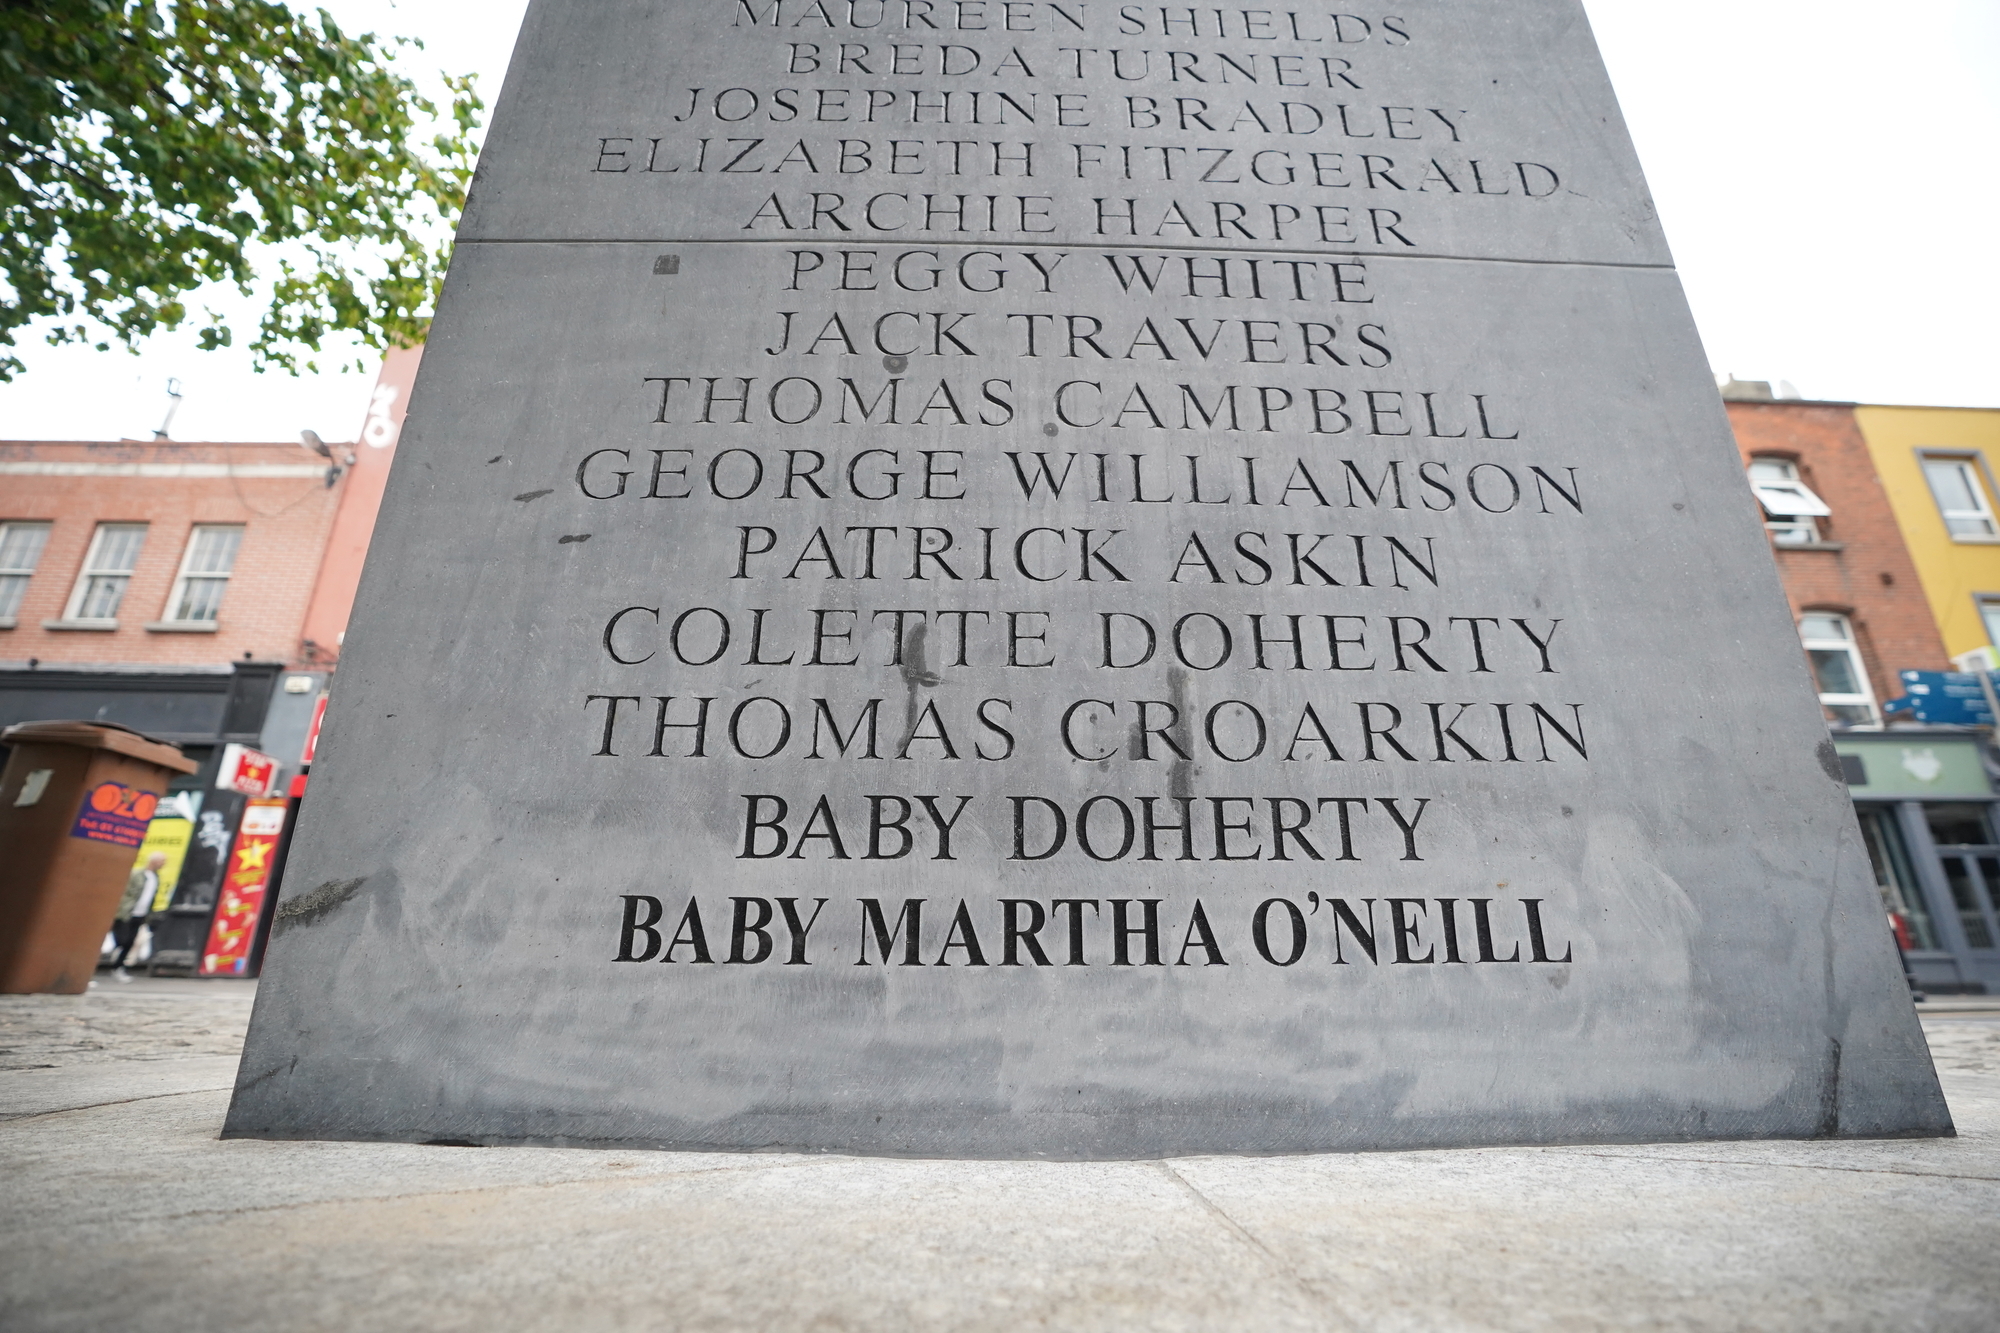 MAUREEN SHIELDS
BREDA TURNER
JOSEPHINE BRADLEY
ELIZABETH FITZGERALD
ARCHIE HARPER
PEGGY WHITE
JACK TRAVERS
THOMAS CAMPBELL
GEORGE WILLIAMSON
PATRICK ASKIN
COLETTE DOHERTY
THOMAS CROARKIN
BABY DOHERTY
BABY MARTHA O'NEILL
OZO